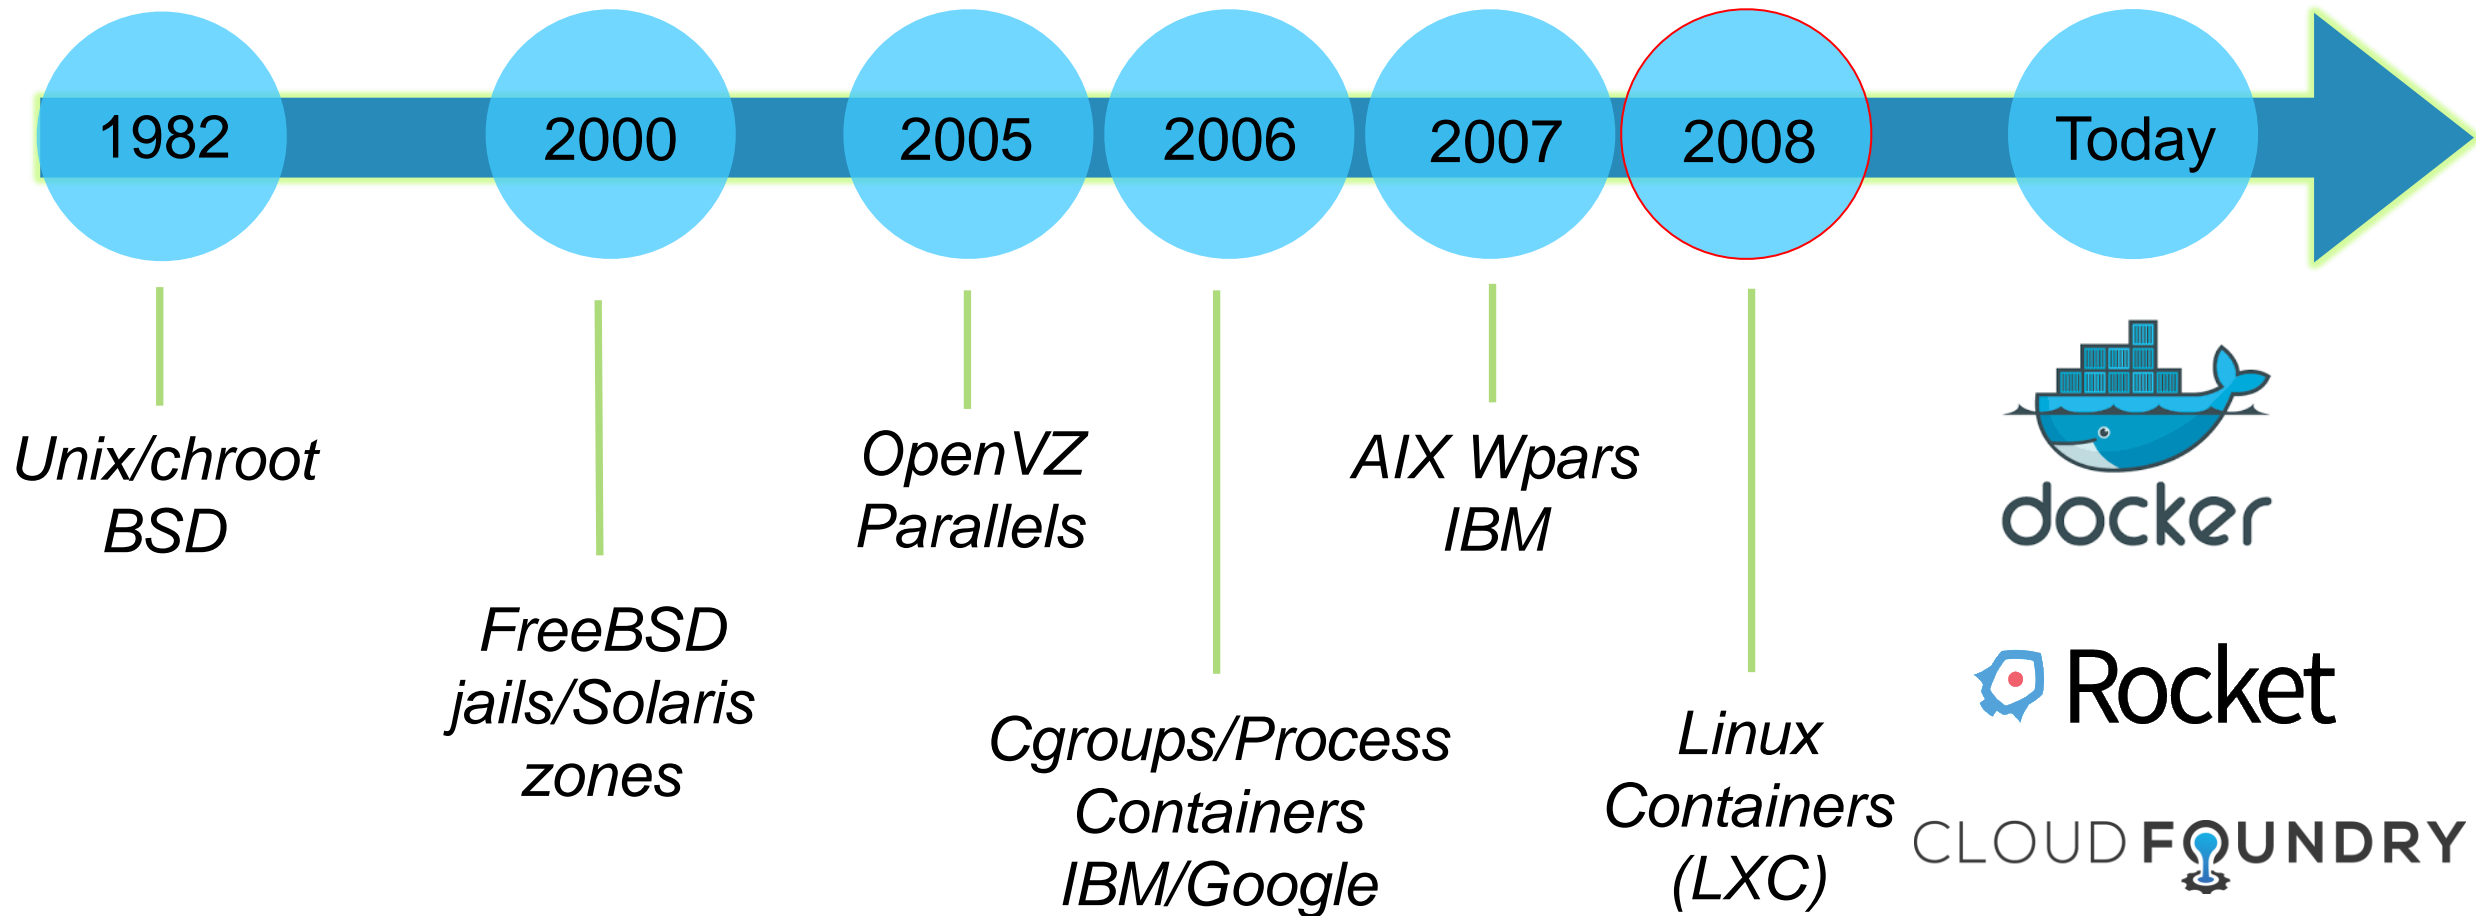 1982
2000
2005
2006
2007
2008
Today
Unix/chroot
BSD
FreeBSD
jails/Solaris
zones
OpenVZ
Parallels
Cgroups/Process
Containers
IBM/Google
AIX Wpars
IBM
Linux
Containers
(LXC)
docker
Rocket
CLOUD FOUNDRY